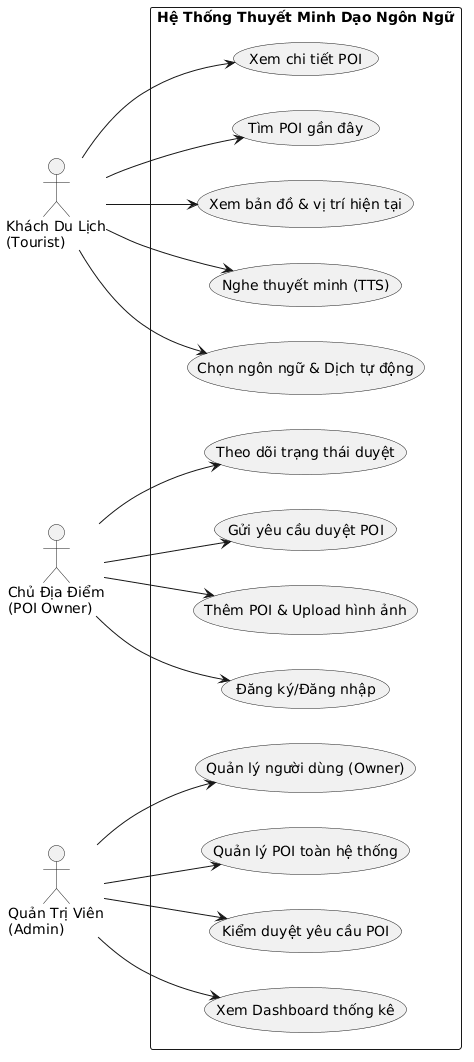 Hệ Thống Thuyết Minh Dạo Ngôn Ngữ
Xem chi tiết POI
Tìm POI gần đây
Xem bản đồ & vị trí hiện tại
Nghe thuyết minh (TTS)
Chọn ngôn ngữ & Dịch tự động
Khách Du Lịch
(Tourist)
Theo dõi trạng thái duyệt
Gửi yêu cầu duyệt POI
Thêm POI & Upload hình ảnh
Đăng ký/Đăng nhập
Chủ Địa Điểm
(POI Owner)
Quản lý người dùng (Owner)
Quản lý POI toàn hệ thống
Kiểm duyệt yêu cầu POI
Xem Dashboard thống kê
Quản Trị Viên
(Admin)